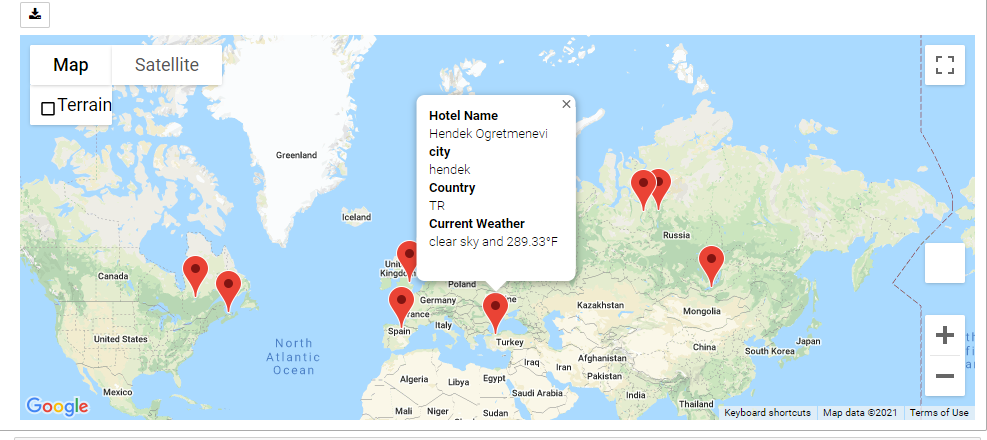 Map
Satellite
Terrain
Greenland
Iceland
Hotel Name
Hendek Ogretmenevi
city
hendek
Country
TR
Current Weather
clear sky and 289.33°F
Russia
Canada
Poland
Germany
Kazakhstan
Mongolia
Spain
Italy
Turkey
United States
North
Atlantic
Ocean
China
Japan
South Korea
Iraq
Iran
Afghanistan
Pakistan
Algeria
Libya
Egypt
Saudi Arabia
India
Thailand
Mexico
Mali
Niger
Sudan
Google
Keyboard shortcuts
Map data ©2021
Terms of Use